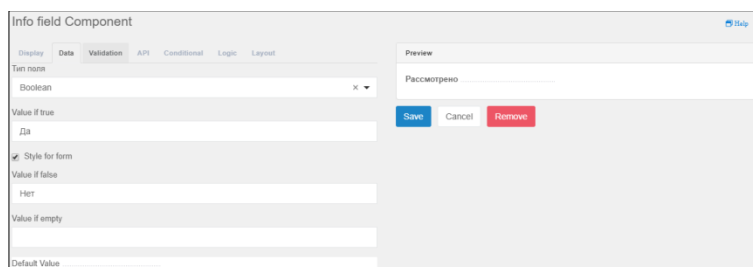 Info field Component
Help
Display Data Validation API Conditional Logic Layout
Тип поля
Boolean
Value if true
Да
Style for form
Value if false
Нет
Value if empty
Default Value
Preview
Рассмотрено
Save Cancel Remove